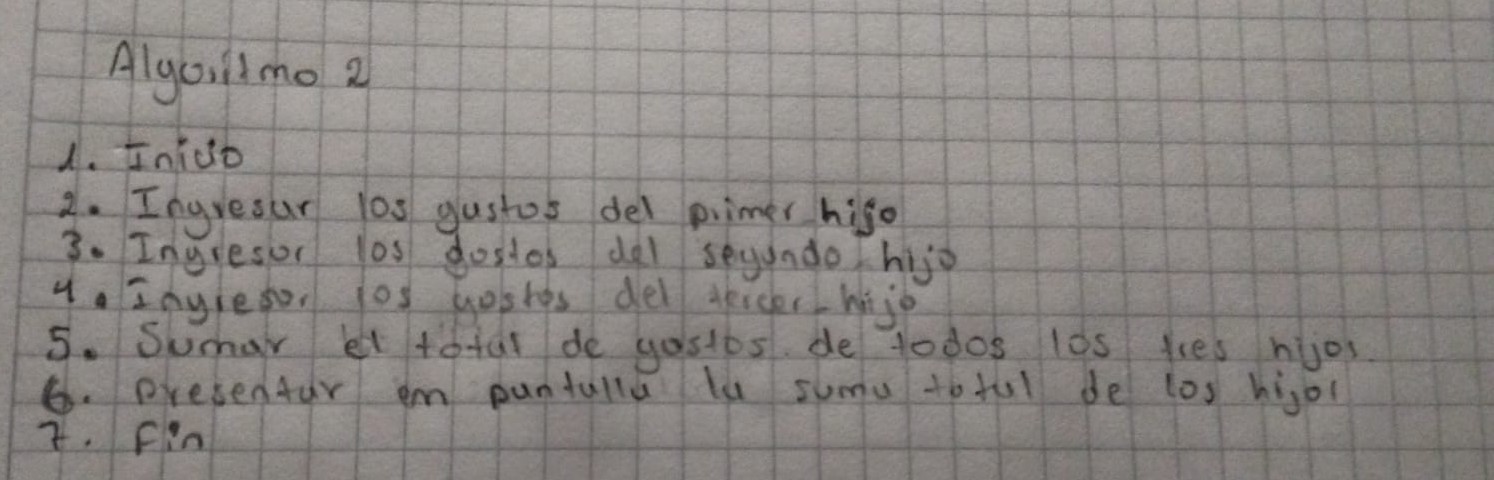 Algoritmo 2
1. Inicio
2. Ingresar los gastos del primer hijo
3. Ingresar los gastos del segundo hijo
4. Ingresar los gastos del tercer hijo
5. Sumar el total de gastos de todos los tres hijos.
6. presentar em pantalla la suma total de los hijos
7. Fin